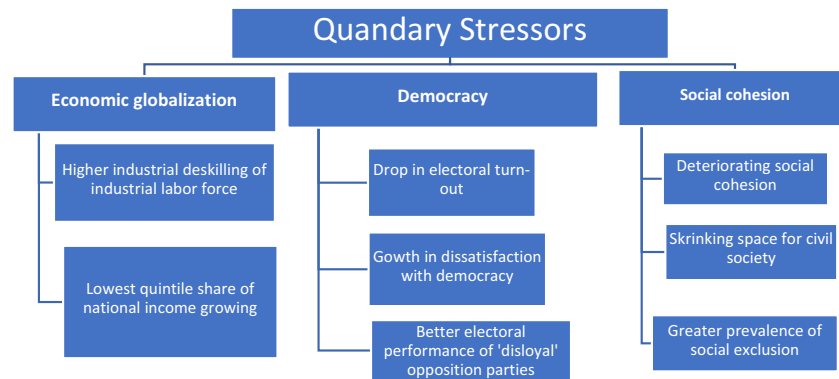 Quandary Stressors
Economic globalization
Higher industrial deskilling of
industrial labor force
Lowest quintile share of
national income growing
Democracy
Drop in electoral turn-
out
Gowth in dissatisfaction
with democracy
Better electoral
performance of 'disloyal'
opposition parties
Social cohesion
Deteriorating social
cohesion
Skrinking space for civil
society
Greater prevalence of
social exclusion